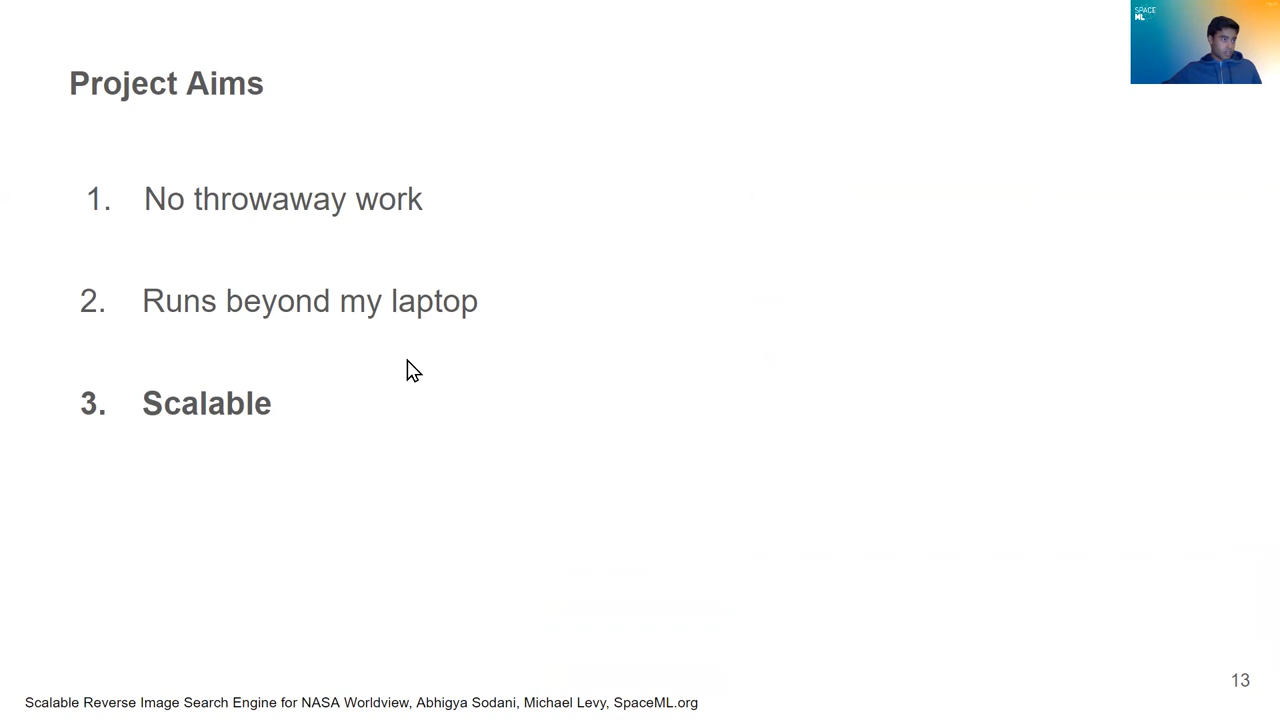 SPACE
ML
Project Aims
1. No throwaway work
2. Runs beyond my laptop
3. Scalable
13
Scalable Reverse Image Search Engine for NASA Worldview, Abhigya Sodani, Michael Levy, SpaceML.org